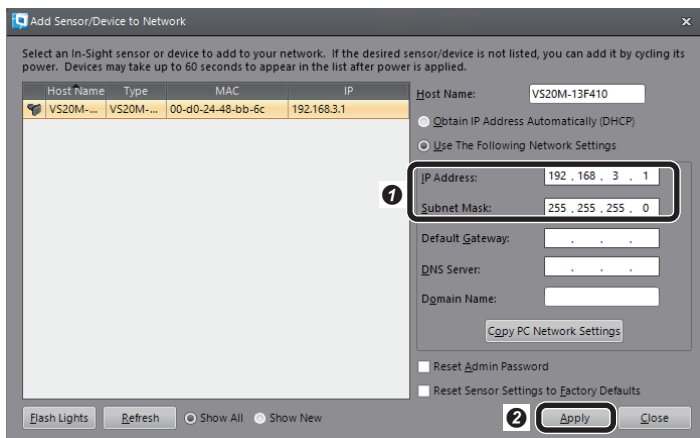 Add Sensor/Device to Network
Select an In-Sight sensor or device to add to your network. If the desired sensor/device is not listed, you can add it by cycling its
power. Devices may take up to 60 seconds to appear in the list after power is applied.
Host Name Type MAC IP
VS20M-... VS20M-... 00-d0-24-48-bb-6c 192.168.3.1
Host Name: VS20M-13F410
Obtain IP Address Automatically (DHCP)
Use The Following Network Settings
❶
IP Address: 192 . 168 . 3 . 1
Subnet Mask: 255 . 255 . 255 . 0
Default Gateway: . . .
DNS Server: . . .
Domain Name:
Copy PC Network Settings
Reset Admin Password
Reset Sensor Settings to Factory Defaults
Flash Lights Refresh Show All Show New ❷ Apply Close